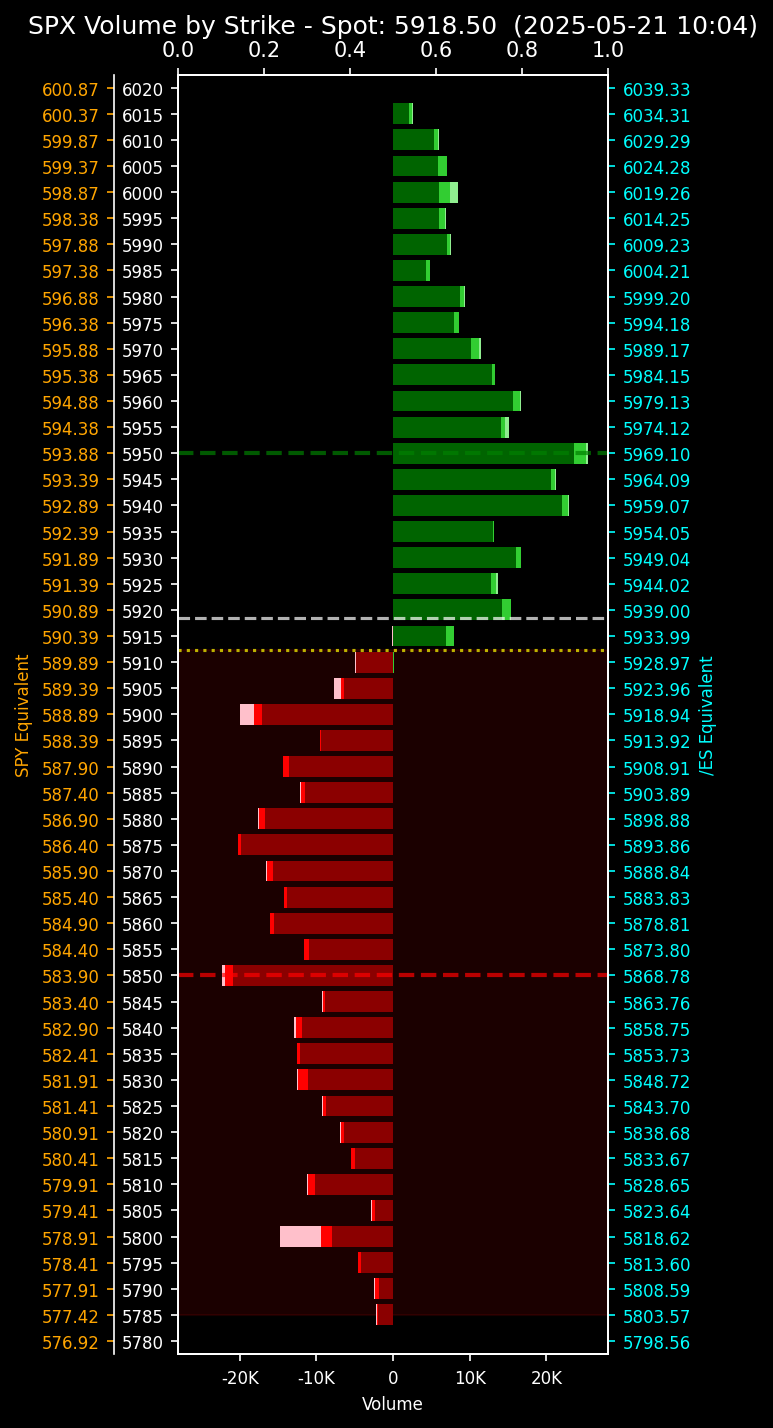 SPX Volume by Strike - Spot: 5918.50 (2025-05-21 10:04)
0.0 0.2 0.4 0.6 0.8 1.0
600.87 6020 6039.33
600.37 6015 6034.31
599.87 6010 6029.29
599.37 6005 6024.28
598.87 6000 6019.26
598.38 5995 6014.25
597.88 5990 6009.23
597.38 5985 6004.21
596.88 5980 5999.20
596.38 5975 5994.18
595.88 5970 5989.17
595.38 5965 5984.15
594.88 5960 5979.13
594.38 5955 5974.12
593.88 5950 5969.10
593.39 5945 5964.09
592.89 5940 5959.07
592.39 5935 5954.05
591.89 5930 5949.04
591.39 5925 5944.02
590.89 5920 5939.00
590.39 5915 5933.99
589.89 5910 5928.97
589.39 5905 5923.96
588.89 5900 5918.94
588.39 5895 5913.92
587.90 5890 5908.91
587.40 5885 5903.89
586.90 5880 5898.88
586.40 5875 5893.86
585.90 5870 5888.84
585.40 5865 5883.83
584.90 5860 5878.81
584.40 5855 5873.80
583.90 5850 5868.78
583.40 5845 5863.76
582.90 5840 5858.75
582.41 5835 5853.73
581.91 5830 5848.72
581.41 5825 5843.70
580.91 5820 5838.68
580.41 5815 5833.67
579.91 5810 5828.65
579.41 5805 5823.64
578.91 5800 5818.62
578.41 5795 5813.60
577.91 5790 5808.59
577.42 5785 5803.57
576.92 5780 5798.56
SPY Equivalent
/ES Equivalent
-20K -10K 0 10K 20K
Volume